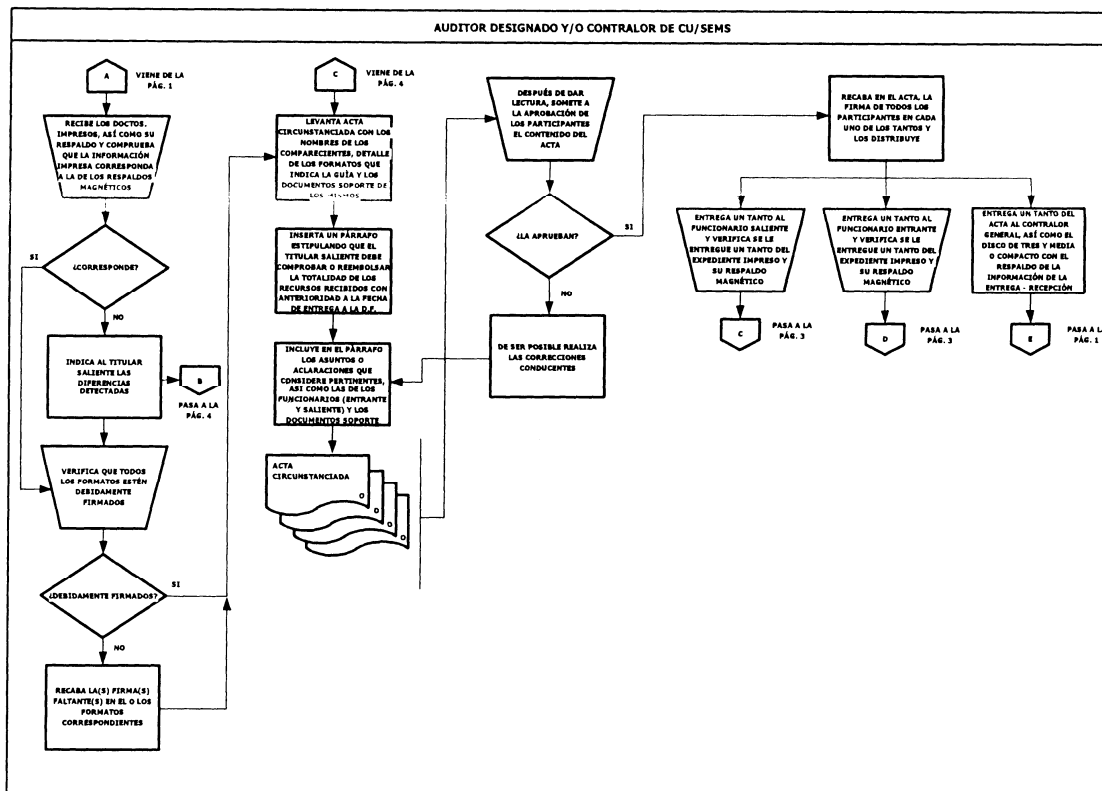 AUDITOR DESIGNADO Y/O CONTRALOR DE CU/SEMS
A
VIENE DE LA
PÁG. 1
RECIBE LOS DOCTOS.
IMPRESOS, ASÍ COMO SU
RESPALDO Y COMPRUEBA
QUE LA INFORMACIÓN
IMPRESA CORRESPONDA
A LA DE LOS RESPALDOS
MAGNÉTICOS
¿CORRESPONDE?
SI
NO
INDICA AL TITULAR
SALIENTE LAS
DIFERENCIAS
DETECTADAS
B
PASA A LA
PÁG. 4
VERIFICA QUE TODOS
LOS FORMATOS ESTÉN
DEBIDAMENTE
FIRMADOS
¿DEBIDAMENTE FIRMADOS?
SI
NO
RECABA LA(S) FIRMA(S)
FALTANTE(S) EN EL O LOS
FORMATOS
CORRESPONDIENTES
C
VIENE DE LA
PÁG. 4
LEVANTA ACTA
CIRCUNSTANCIADA CON LOS
NOMBRES DE LOS
COMPARECIENTES, DETALLE
DE LOS FORMATOS QUE
INDICA LA GUÍA Y LOS
DOCUMENTOS SOPORTE DE
LOS MISMOS
INSERTA UN PÁRRAFO
ESTIPULANDO QUE EL
TITULAR SALIENTE DEBE
COMPROBAR O REEMBOLSAR
LA TOTALIDAD DE LOS
RECURSOS RECIBIDOS CON
ANTERIORIDAD A LA FECHA
DE ENTREGA A LA D.F.
INCLUYE EN EL PÁRRAFO
LOS ASUNTOS O
ACLARACIONES QUE
CONSIDERE PERTINENTES,
ASI COMO LAS DE LOS
FUNCIONARIOS (ENTRANTE
Y SALIENTE) Y LOS
DOCUMENTOS SOPORTE
ACTA
CIRCUNSTANCIADA
O
O
O
O
DESPUÉS DE DAR
LECTURA, SOMETE A
LA APROBACIÓN DE
LOS PARTICIPANTES
EL CONTENIDO DEL
ACTA
¿LA APRUEBAN?
SI
NO
DE SER POSIBLE REALIZA
LAS CORRECCIONES
CONDUCENTES
RECABA EN EL ACTA, LA
FIRMA DE TODOS LOS
PARTICIPANTES EN CADA
UNO DE LOS TANTOS Y
LOS DISTRIBUYE
ENTREGA UN TANTO AL
FUNCIONARIO SALIENTE
Y VERIFICA SE LE
ENTREGUE UN TANTO DEL
EXPEDIENTE IMPRESO Y
SU RESPALDO
MAGNÉTICO
C
PASA A LA
PÁG. 3
ENTREGA UN TANTO AL
FUNCIONARIO ENTRANTE
Y VERIFICA SE LE
ENTREGUE UN TANTO DEL
EXPEDIENTE IMPRESO Y
SU RESPALDO
MAGNÉTICO
D
PASA A LA
PÁG. 3
ENTREGA UN TANTO DEL
ACTA AL CONTRALOR
GENERAL, ASÍ COMO EL
DISCO DE TRES Y MEDIA
O COMPACTO CON EL
RESPALDO DE LA
INFORMACIÓN DE LA
ENTREGA - RECEPCIÓN
E
PASA A LA
PÁG. 1